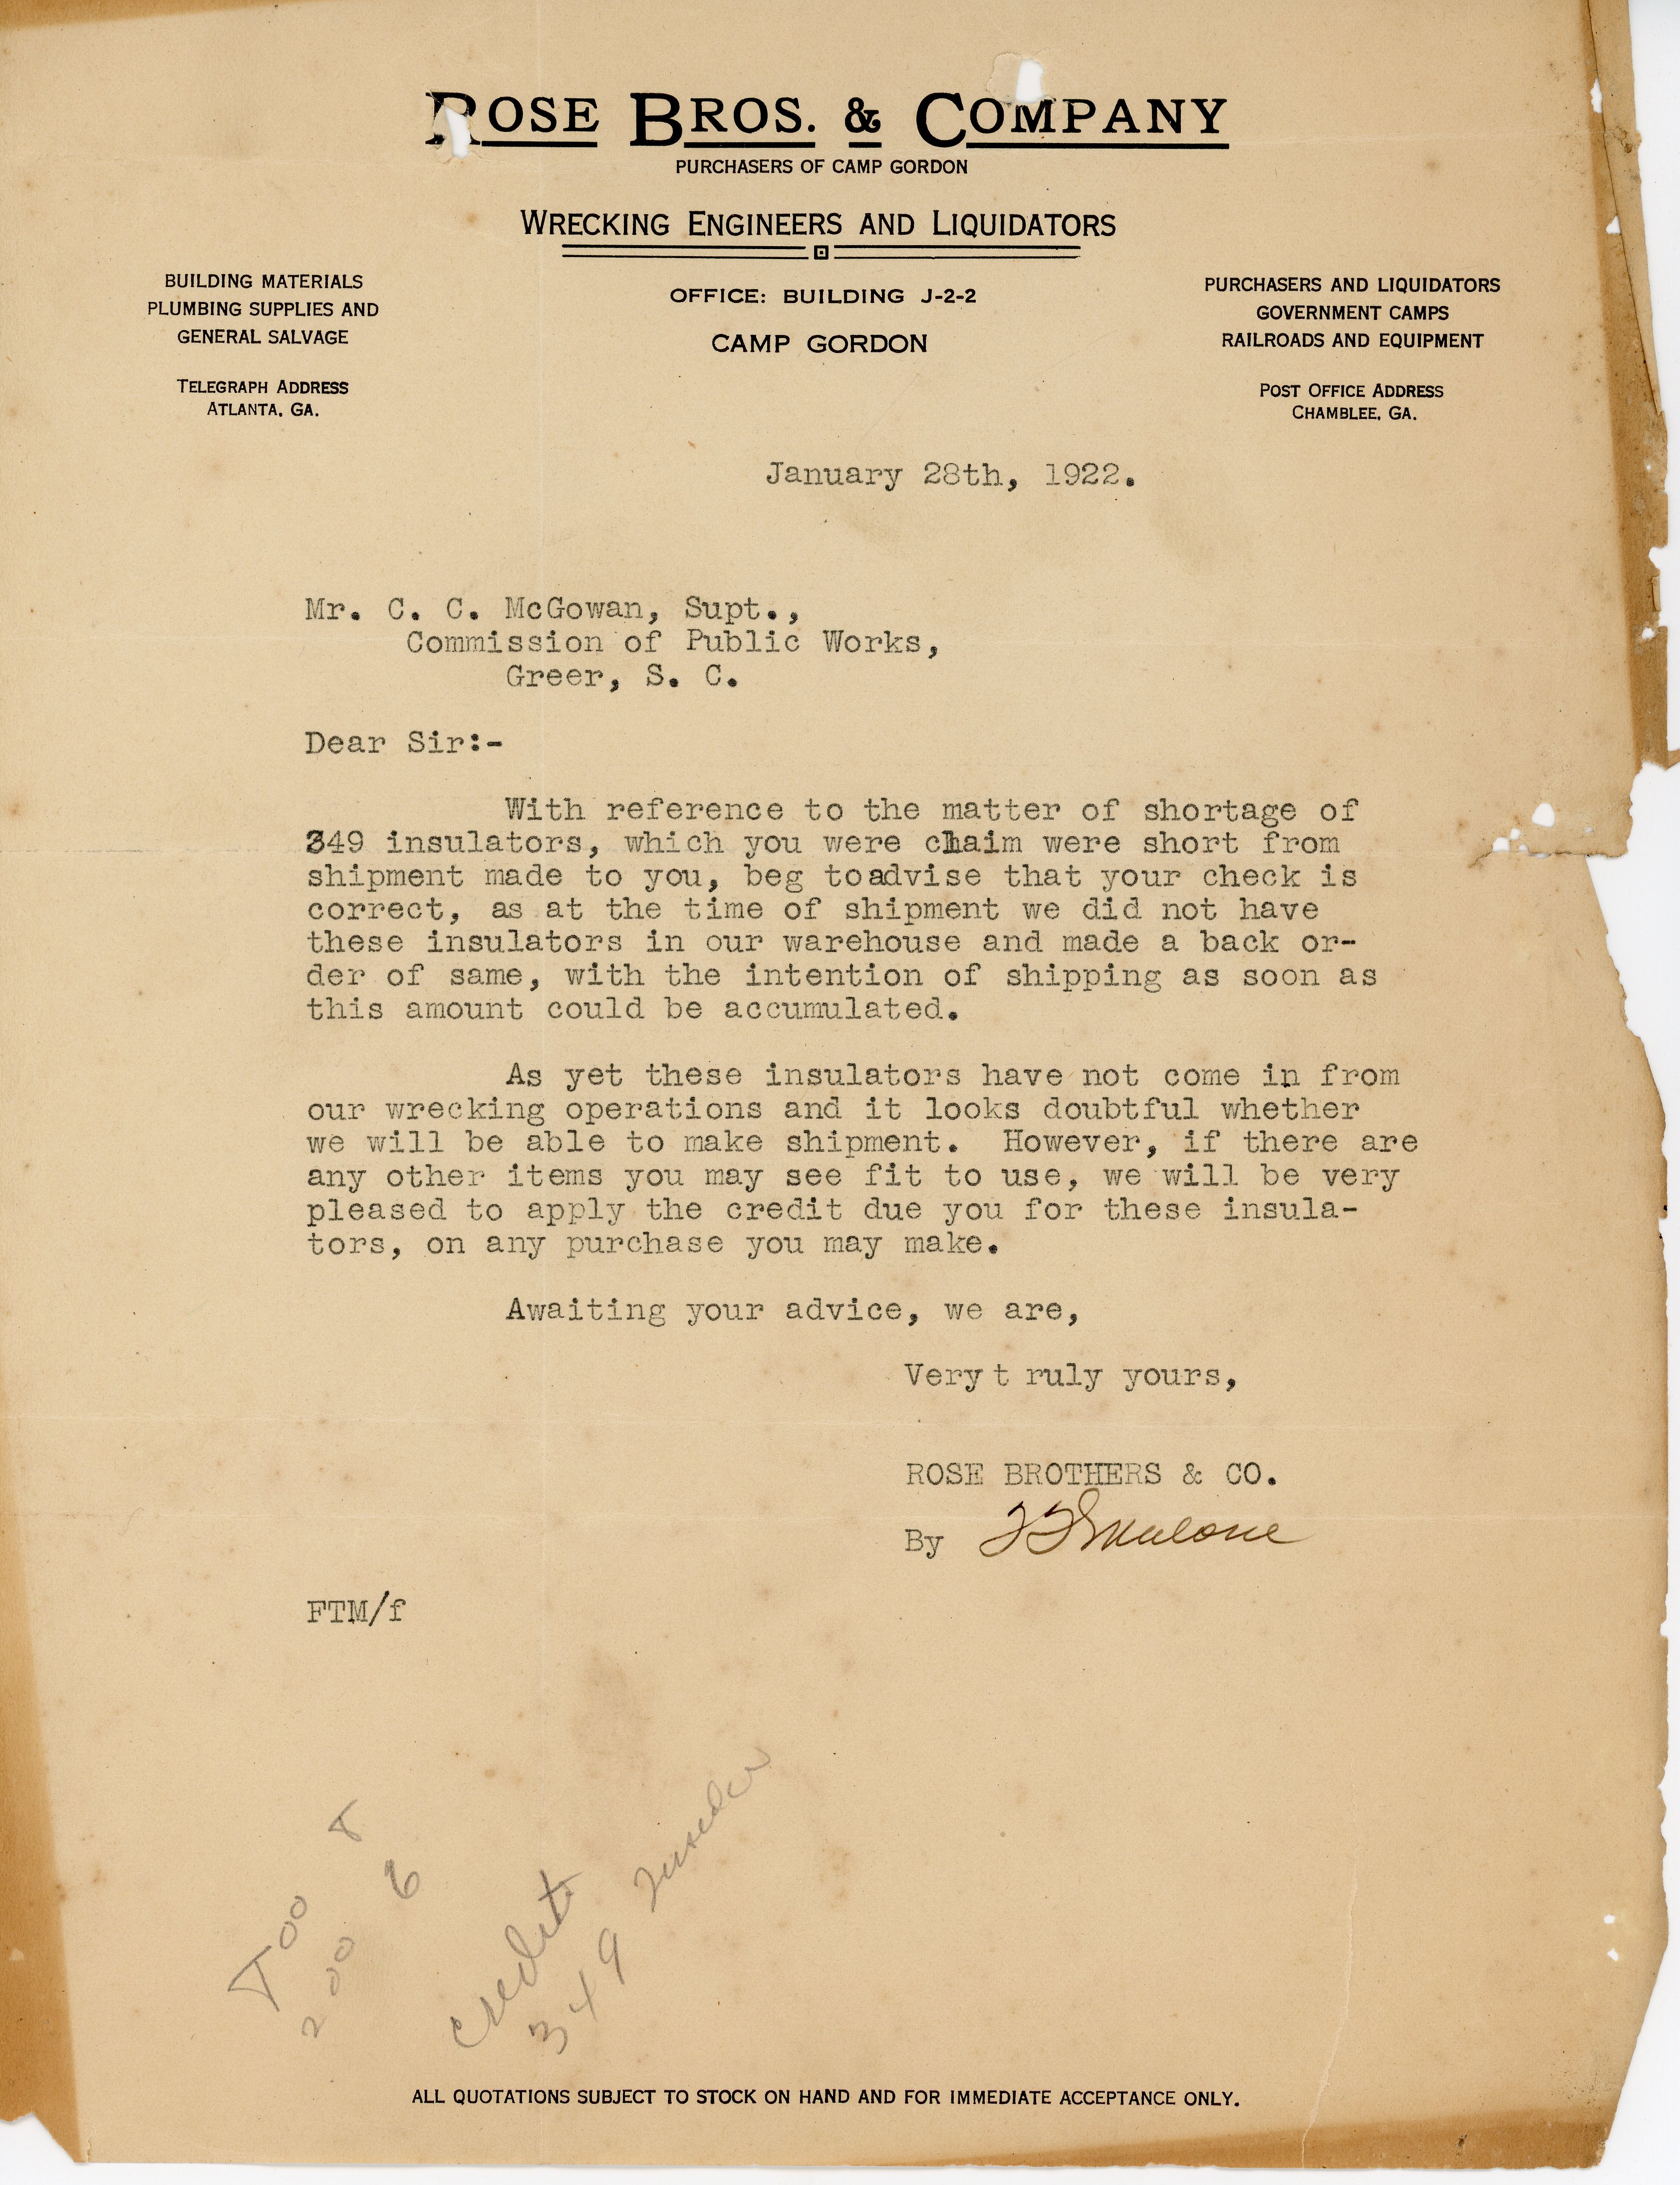 ROSE BROS. & COMPANY
PURCHASERS OF CAMP GORDON
WRECKING ENGINEERS AND LIQUIDATORS
BUILDING MATERIALS
PLUMBING SUPPLIES AND
GENERAL SALVAGE
TELEGRAPH ADDRESS
ATLANTA, GA.
OFFICE: BUILDING J-2-2
CAMP GORDON
PURCHASERS AND LIQUIDATORS
GOVERNMENT CAMPS
RAILROADS AND EQUIPMENT
POST OFFICE ADDRESS
CHAMBLEE, GA.
January 28th, 1922.
Mr. C. C. McGowan, Supt.,
Commission of Public Works,
Greer, S. C.
Dear Sir:-
With reference to the matter of shortage of
349 insulators, which you were claim were short from
shipment made to you, beg toadvise that your check is
correct, as at the time of shipment we did not have
these insulators in our warehouse and made a back or-
der of same, with the intention of shipping as soon as
this amount could be accumulated.
As yet these insulators have not come in from
our wrecking operations and it looks doubtful whether
we will be able to make shipment. However, if there are
any other items you may see fit to use, we will be very
pleased to apply the credit due you for these insula-
tors, on any purchase you may make.
Awaiting your advice, we are,
Very t ruly yours,
ROSE BROTHERS & CO.
By Malone
FTM/f
200 6
credit
349
ALL QUOTATIONS SUBJECT TO STOCK ON HAND AND FOR IMMEDIATE ACCEPTANCE ONLY.